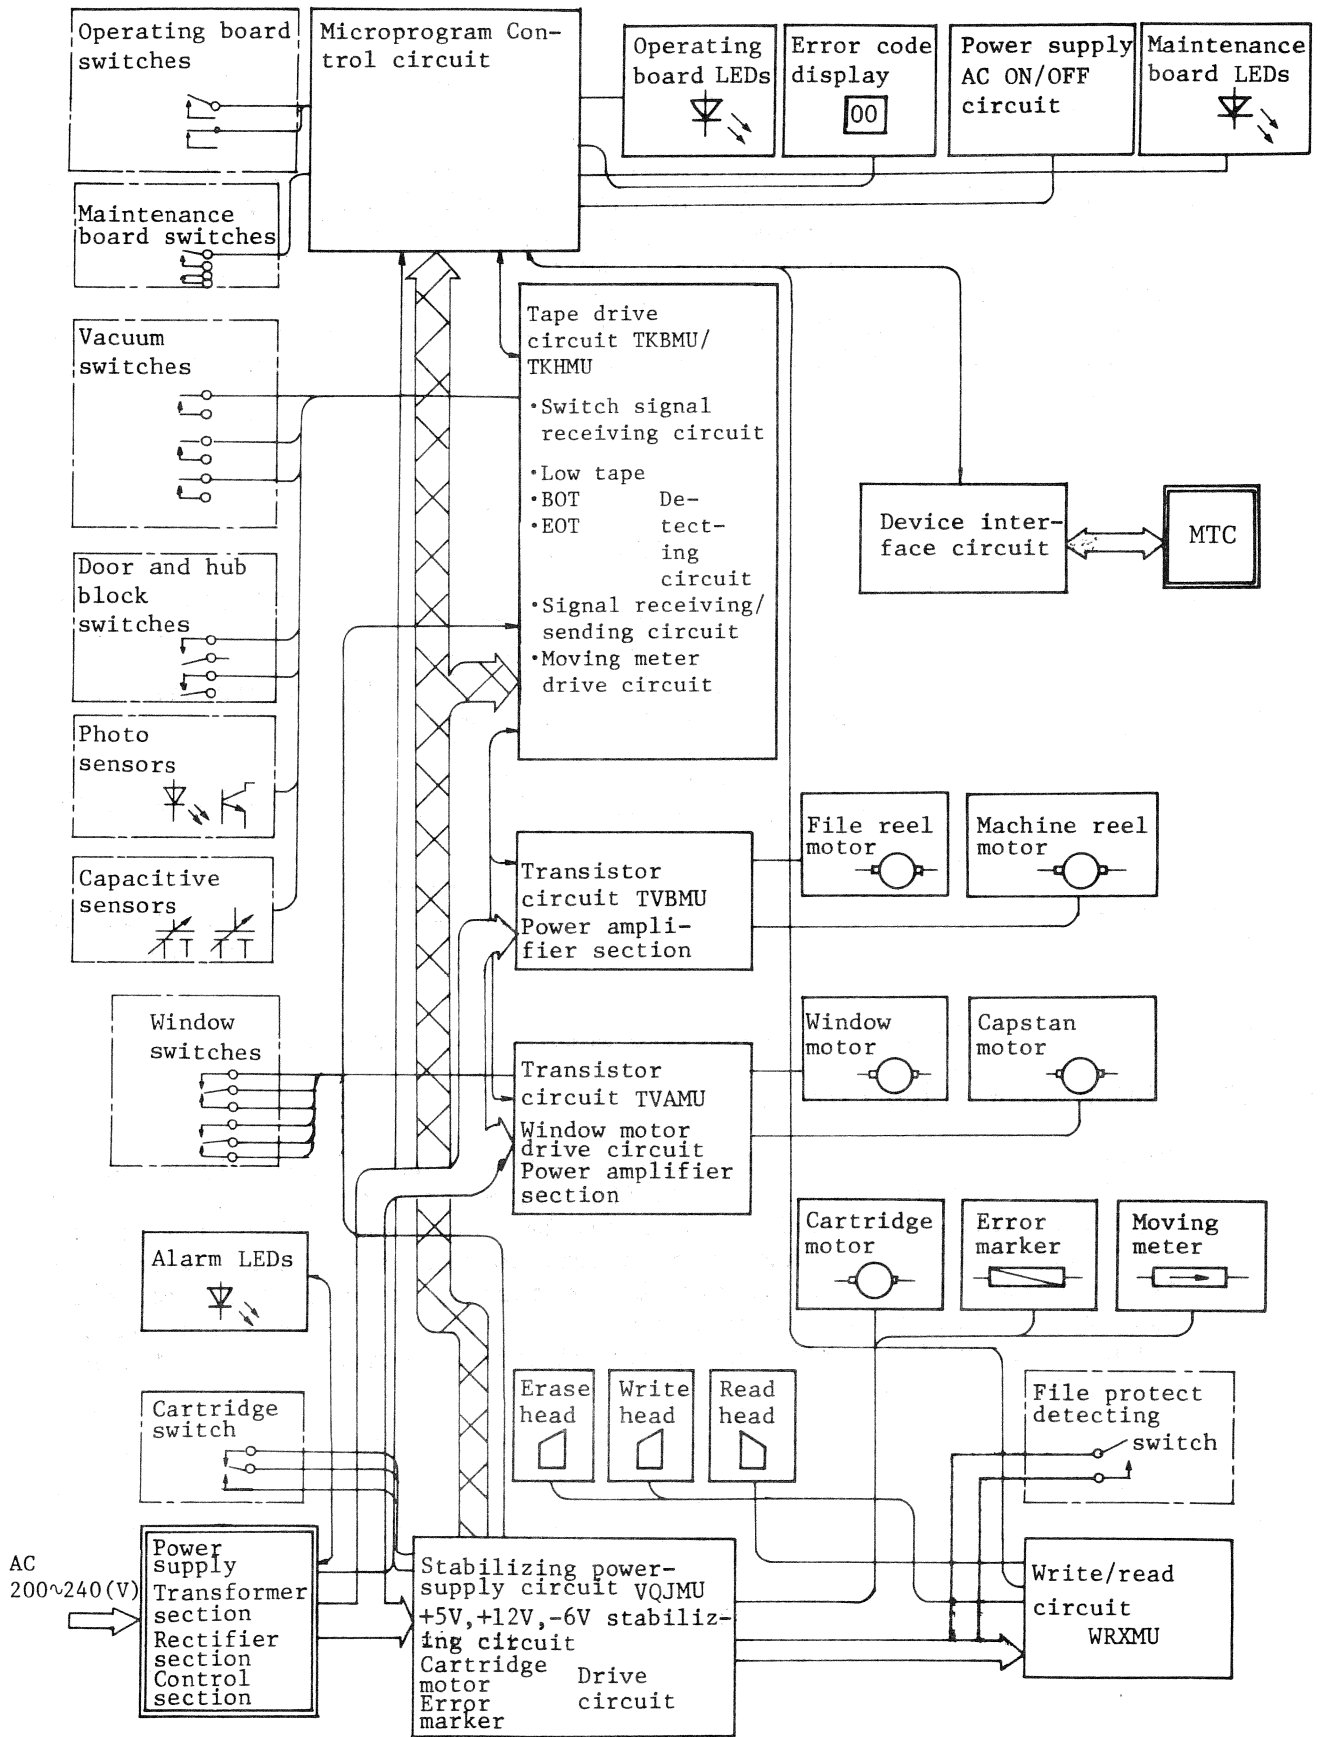 Operating board
switches
Microprogram Con-
trol circuit
Operating
board LEDs
Error code
display
00
Power supply
AC ON/OFF
circuit
Maintenance
board LEDs
Maintenance
board switches
Vacuum
switches
Door and hub
block
switches
Photo
sensors
Capacitive
sensors
Window
switches
Tape drive
circuit TKBMU/
TKHMU
•Switch signal
receiving circuit
•Low tape
•BOT De-
•EOT tect-
ing
circuit
•Signal receiving/
sending circuit
•Moving meter
drive circuit
Device inter-
face circuit
MTC
Transistor
circuit TVBMU
Power ampli-
fier section
File reel
motor
Machine reel
motor
Transistor
circuit TVAMU
Window motor
drive circuit
Power amplifier
section
Window
motor
Capstan
motor
Alarm LEDs
Cartridge
motor
Error
marker
Moving
meter
Cartridge
switch
Erase
head
Write
head
Read
head
File protect
detecting
switch
AC
200~240(V)
Power
supply
Transformer
section
Rectifier
section
Control
section
Stabilizing power-
supply circuit VQJMU
+5V,+12V,-6V stabiliz-
ing circuit
Cartridge
motor Drive
Error circuit
marker
Write/read
circuit
WRXMU